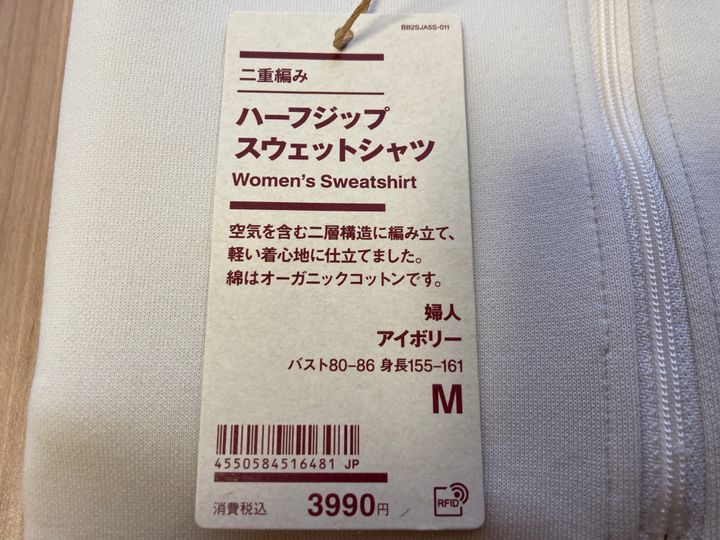 BB2SJA5S-011
二重編み
ハーフジップ
スウェットシャツ
Women's Sweatshirt
空気を含む二層構造に編み立て、
軽い着心地に仕立てました。
綿はオーガニックコットンです。
婦人
アイボリー
バスト80-86 身長155-161
M
4550584516481 JP
消費税込 3990円
RFID